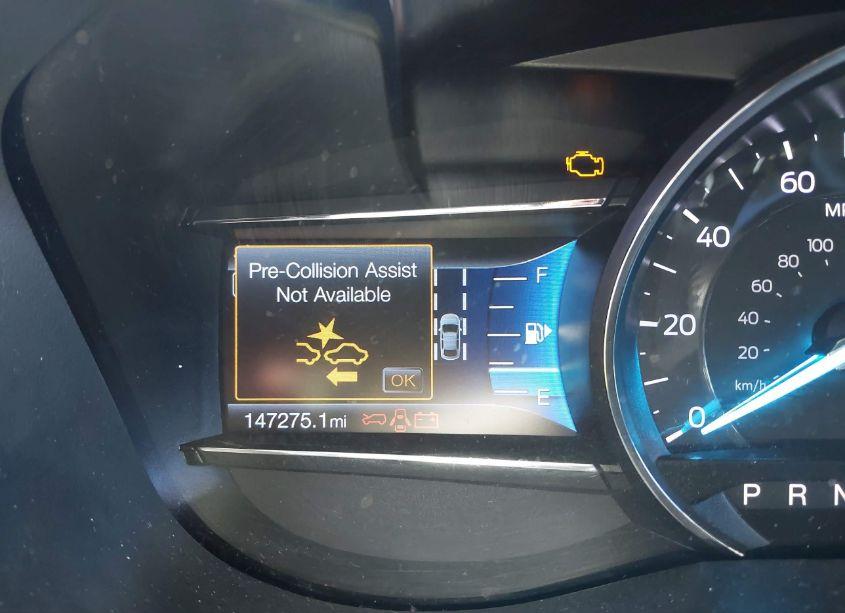 Pre-Collision Assist
Not Available
OK
147275.1mi
F
E
0
20
40
60
20
40
60
80
100
km/h
P R N